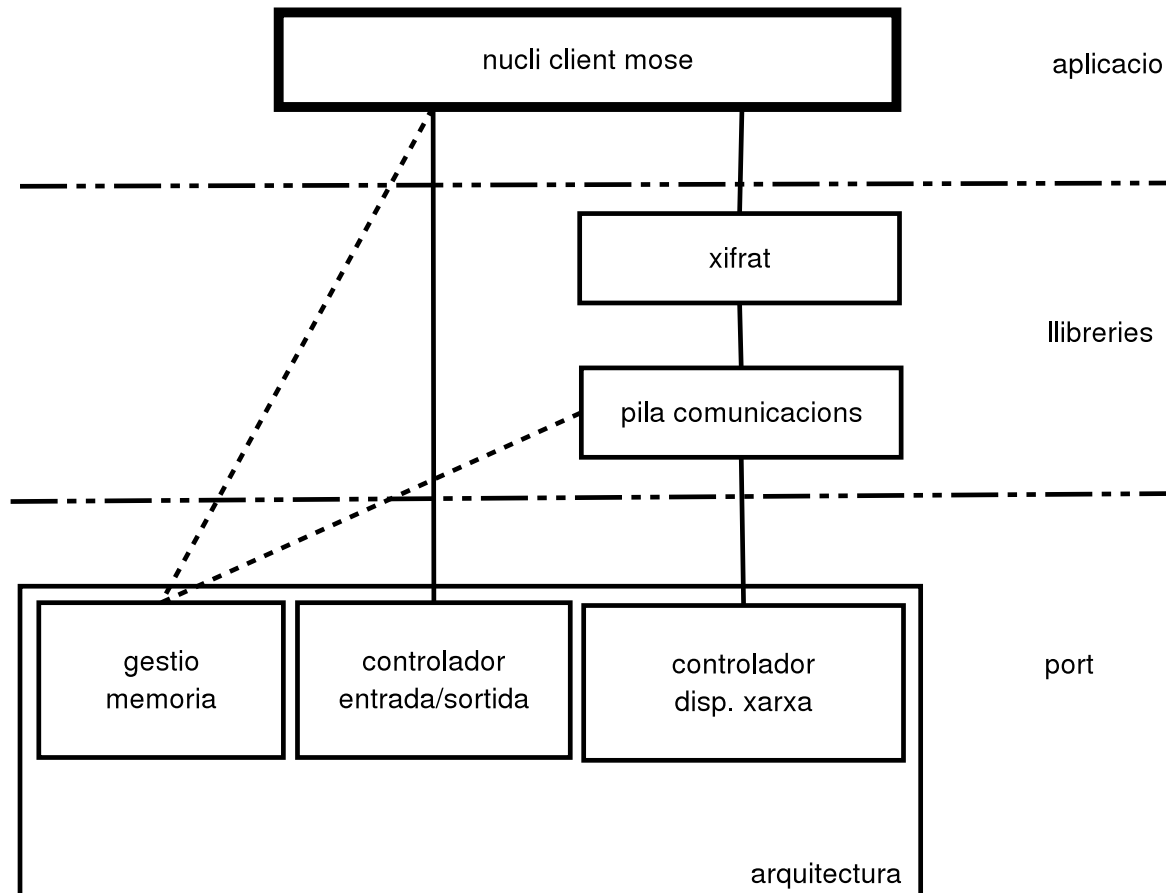 nucli client mose
aplicacio
xifrat
llibreries
pila comunicacions
gestio
memoria
controlador
entrada/sortida
controlador
disp. xarxa
port
arquitectura